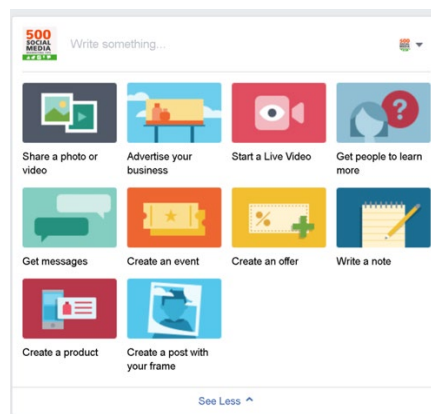 500
SOCIAL
MEDIA
Write something...
Share a photo or video
Advertise your business
Start a Live Video
Get people to learn more
Get messages
Create an event
Create an offer
Write a note
Create a product
Create a post with your frame
See Less